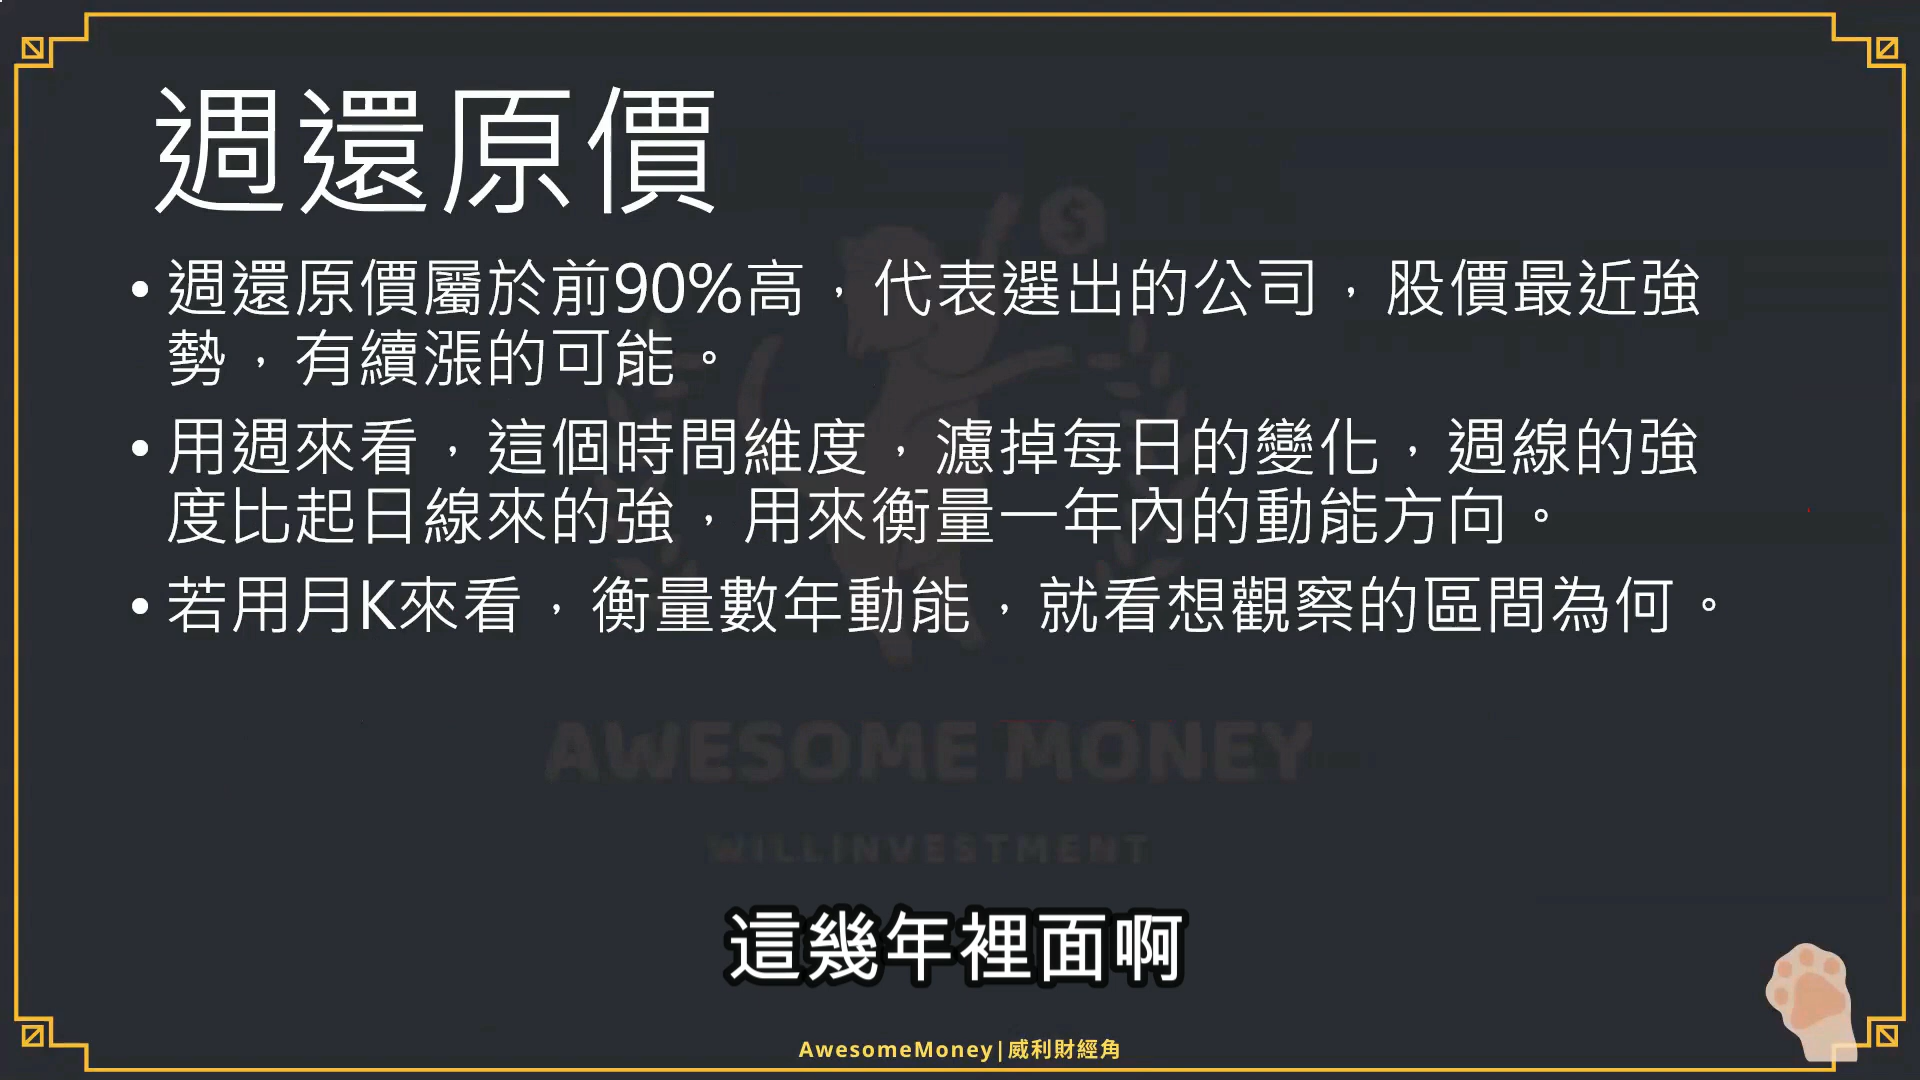 週還原價
• 週還原價屬於前90%高，代表選出的公司，股價最近強
勢，有續漲的可能。
• 用週來看，這個時間維度，濾掉每日的變化，週線的強
度比起日線來的強，用來衡量一年內的動能方向。
• 若用月K來看，衡量數年動能，就看想觀察的區間為何。
AWESOME MONEY
WILLINVESTMENT
這幾年裡面啊
AwesomeMoney|威利財經角